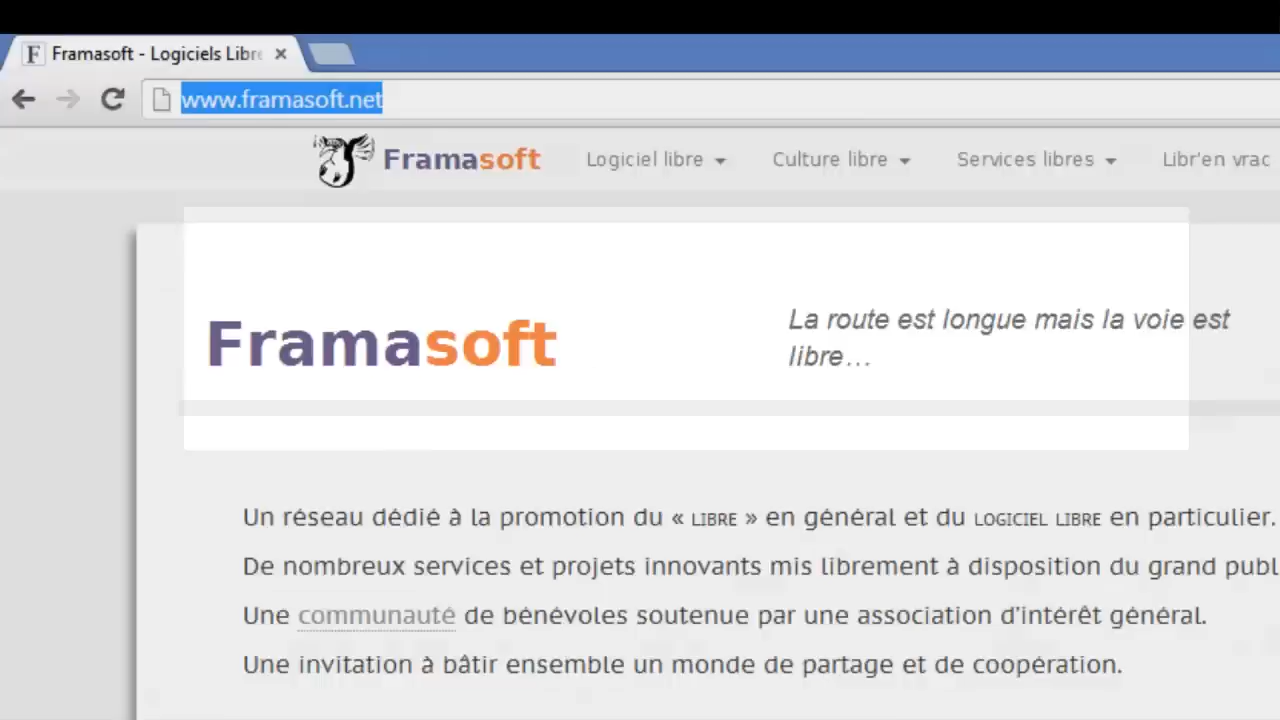 F Framasoft - Logiciels Libre
www.framasoft.net
Framasoft Logiciel libre Culture libre Services libres Libr'en vrac
Framasoft
La route est longue mais la voie est
libre…
Un réseau dédié à la promotion du « LIBRE » en général et du LOGICIEL LIBRE en particulier.
De nombreux services et projets innovants mis librement à disposition du grand publ
Une communauté de bénévoles soutenue par une association d’intérêt général.
Une invitation à bâtir ensemble un monde de partage et de coopération.